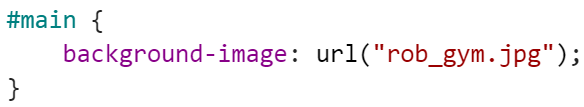 #main {
    background-image: url("rob_gym.jpg");
}